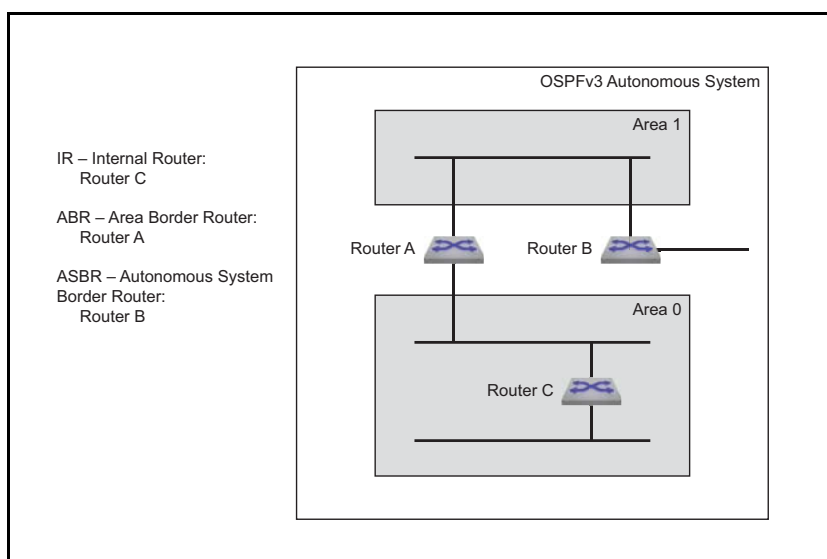 OSPFv3 Autonomous System
Area 1
IR – Internal Router:
Router C
ABR – Area Border Router:
Router A
ASBR – Autonomous System
Border Router:
Router B
Router A
Router B
Area 0
Router C